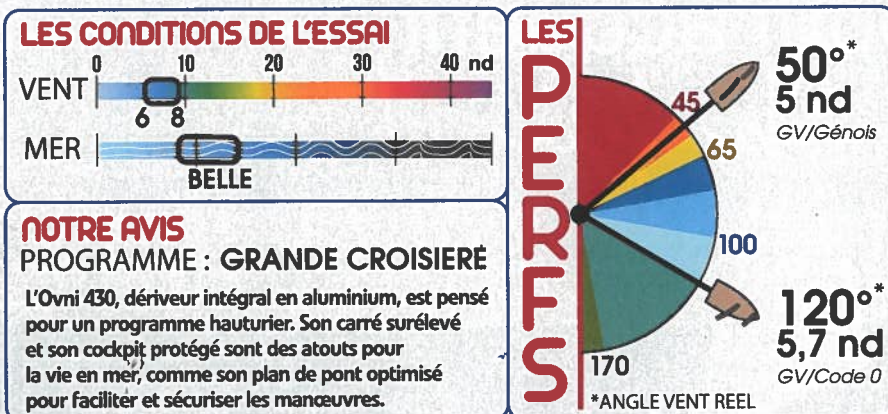 LES CONDITIONS DE L'ESSAI
0 10 20 30 40 nd
VENT
6 8
MER
BELLE
NOTRE AVIS
PROGRAMME : GRANDE CROISIERE
L'Ovni 430, dériveur intégral en aluminium, est pensé
pour un programme hauturier. Son carré surélevé
et son cockpit protégé sont des atouts pour
la vie en mer, comme son plan de pont optimisé
pour faciliter et sécuriser les manœuvres.
LES
PERFS
45
65
100
170
50°*
5 nd
GV/Génois
120°*
5,7 nd
GV/Code 0
*ANGLE VENT REEL